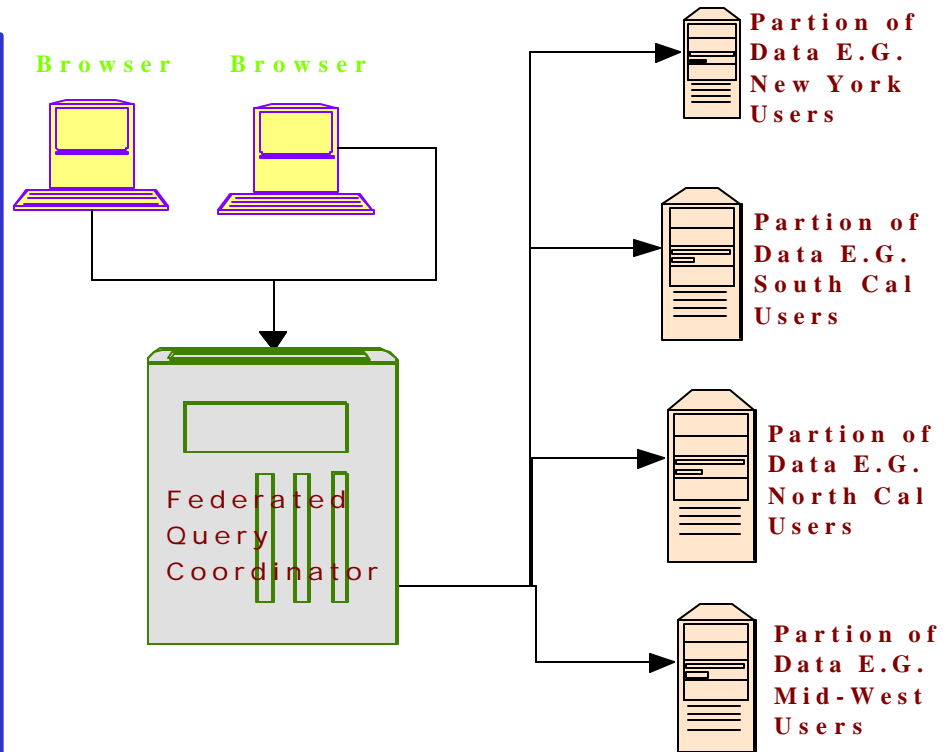 Browser
Browser
Partion of
Data E.G.
New York
Users
Partion of
Data E.G.
South Cal
Users
Federated
Query
Coordinator
Partion of
Data E.G.
North Cal
Users
Partion of
Data E.G.
Mid-West
Users